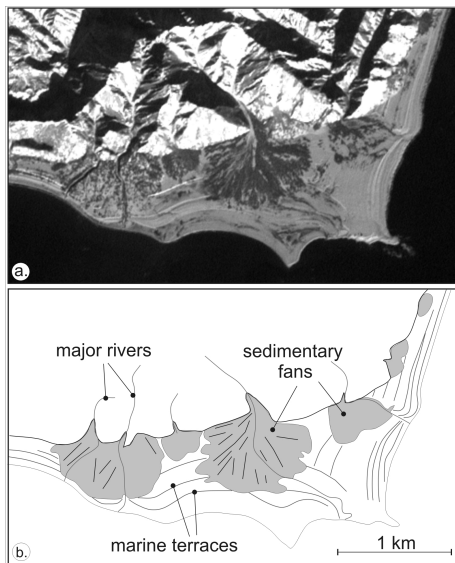 a.
major rivers
sedimentary
fans
marine terraces
1 km
b.